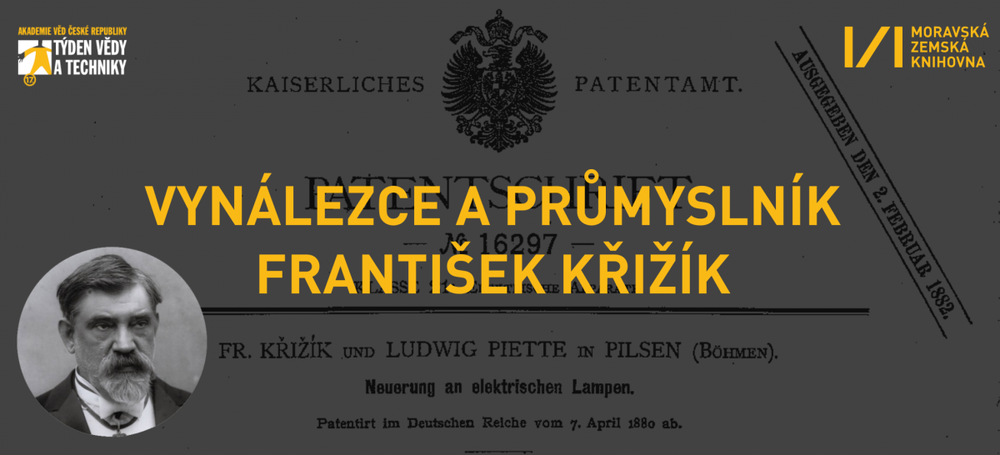 AKADEMIE VĚD ČESKÉ REPUBLIKY
TÝDEN VĚDY
A TECHNIKY
17
MORAVSKÁ
ZEMSKÁ
KNIHOVNA
KAISERLICHES PATENTAMT.
AUSGEGEBEN DEN 2. FEBRUAR 1882.
PATENTSCHRIFT
VYNÁLEZCE A PRŮMYSLNÍK
— № 16297 —
FRANTIŠEK KŘIŽÍK
FR. KŘIŽÍK UND LUDWIG PIETTE IN PILSEN (BÖHMEN).
Neuerung an elektrischen Lampen.
Patentirt im Deutschen Reiche vom 7. April 1880 ab.